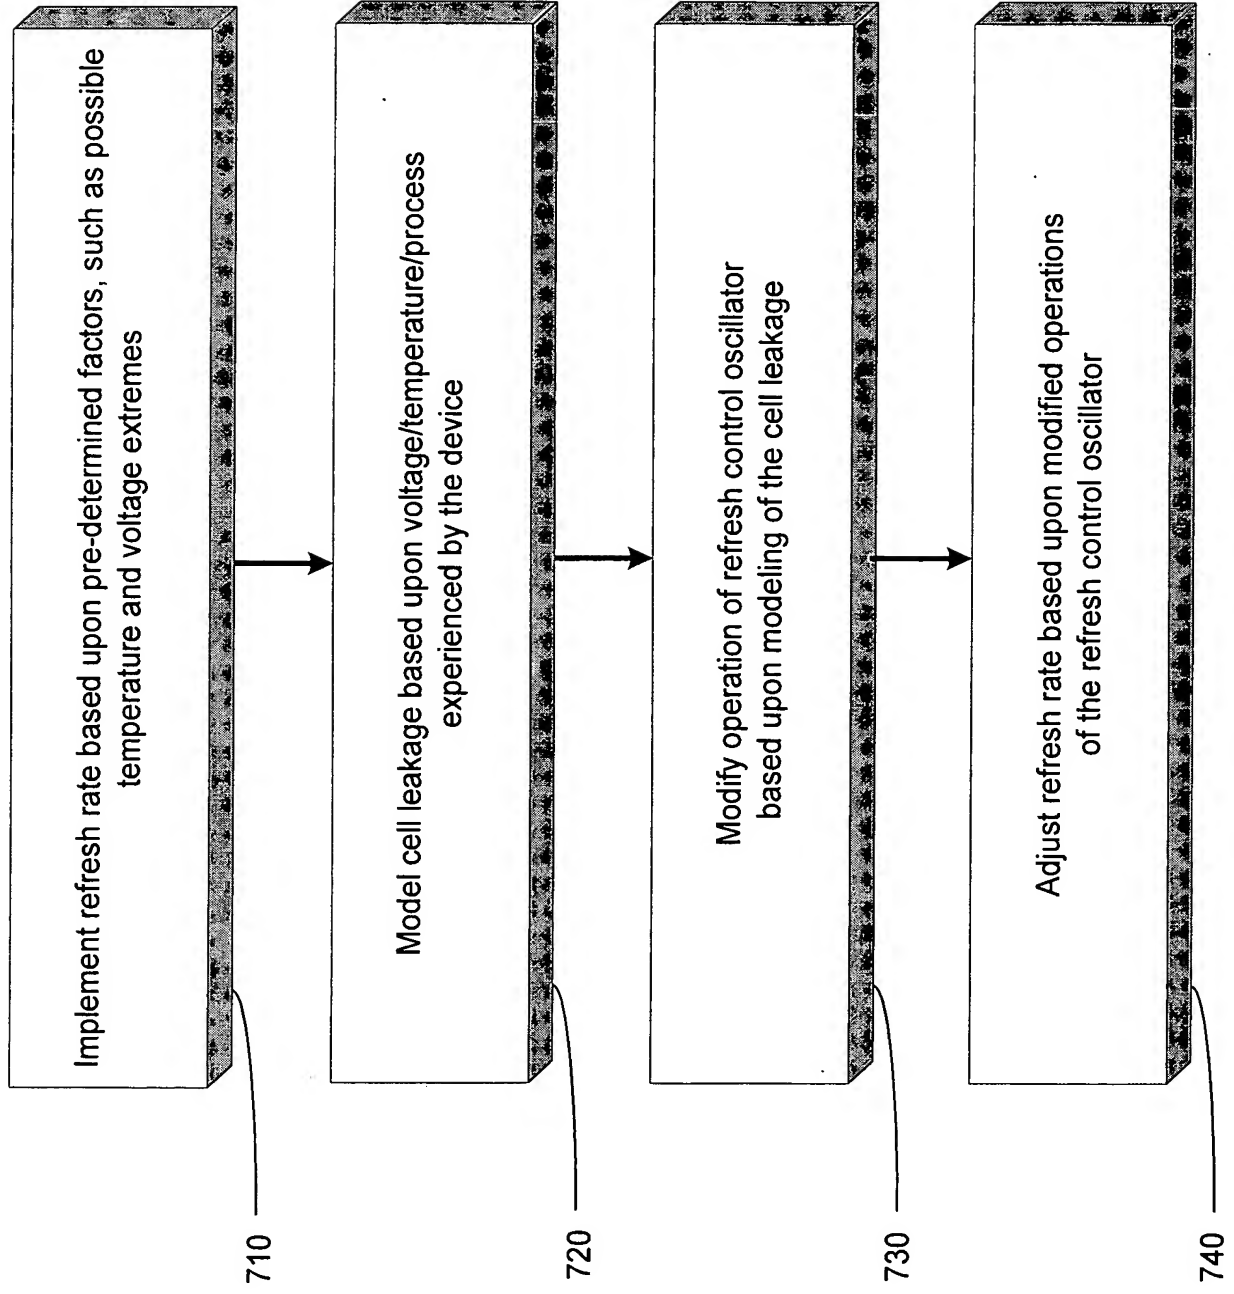 Implement refresh rate based upon pre-determined factors, such as possible
temperature and voltage extremes
710
Model cell leakage based upon voltage/temperature/process
experienced by the device
720
Modify operation of refresh control oscillator
based upon modeling of the cell leakage
730
Adjust refresh rate based upon modified operations
of the refresh control oscillator
740